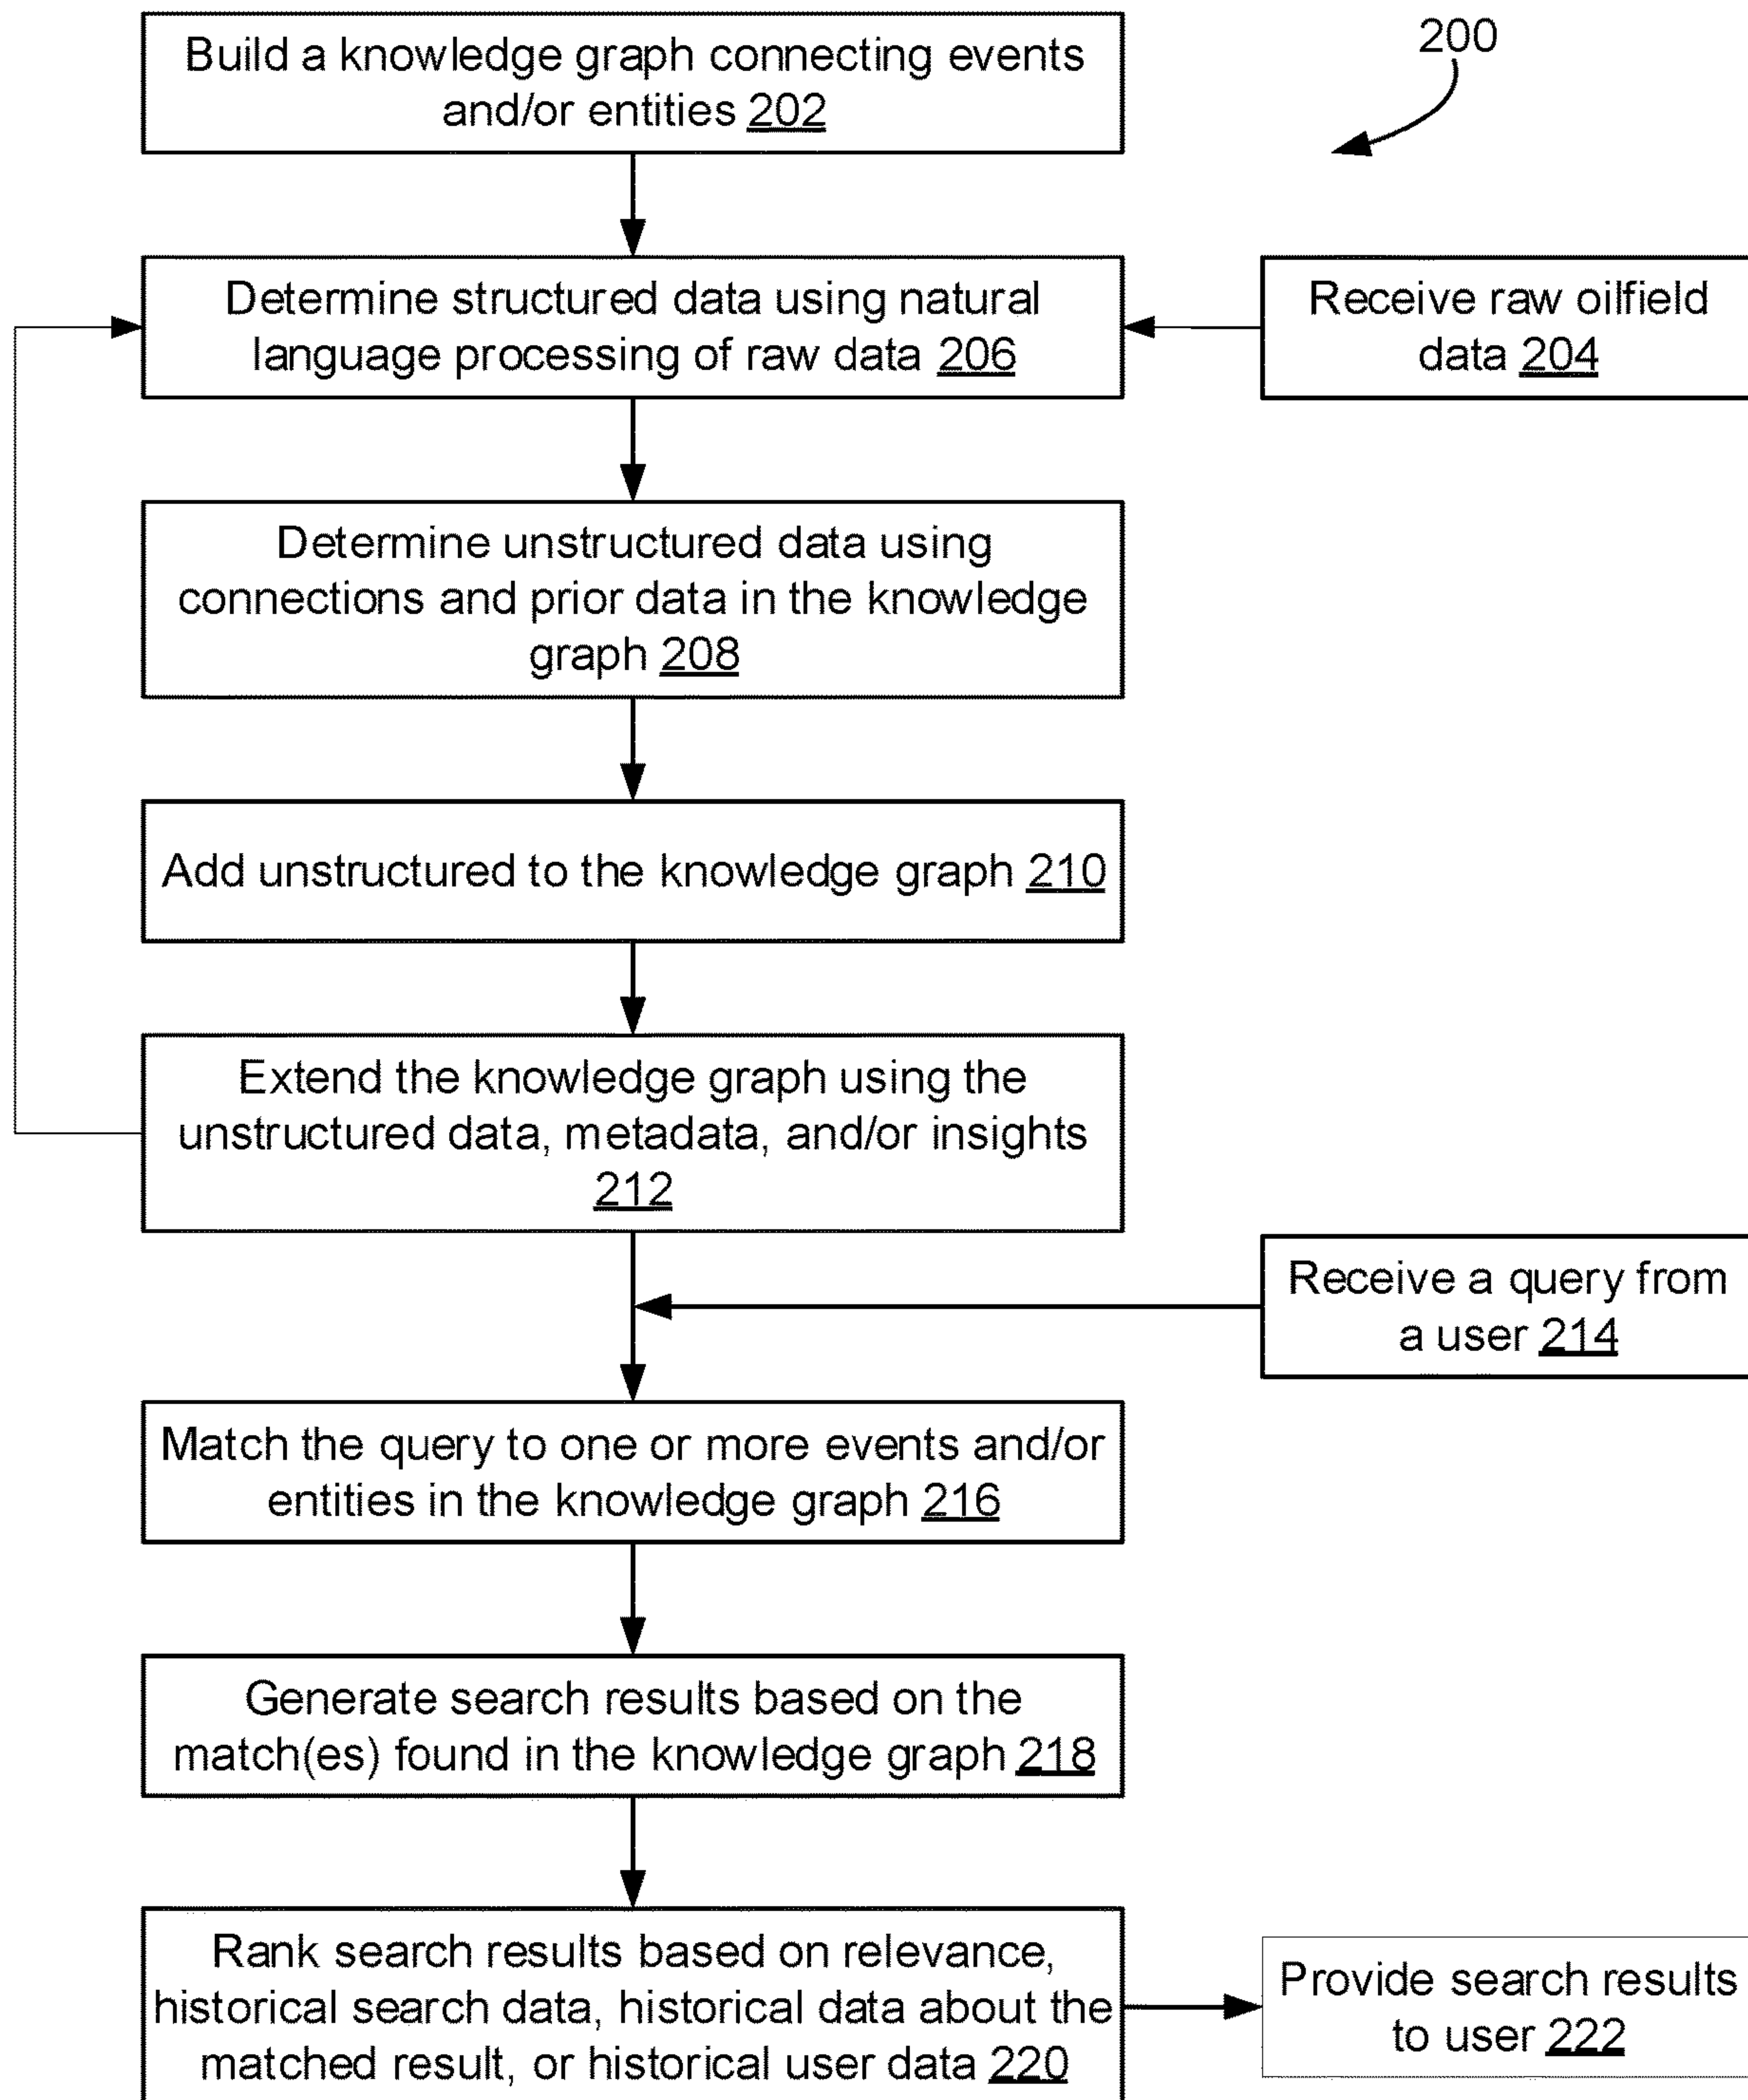 Build a knowledge graph connecting events
and/or entities 202
200
Determine structured data using natural
language processing of raw data 206
Receive raw oilfield
data 204
Determine unstructured data using
connections and prior data in the knowledge
graph 208
Add unstructured to the knowledge graph 210
Extend the knowledge graph using the
unstructured data, metadata, and/or insights
212
Receive a query from
a user 214
Match the query to one or more events and/or
entities in the knowledge graph 216
Generate search results based on the
match(es) found in the knowledge graph 218
Rank search results based on relevance,
historical search data, historical data about the
matched result, or historical user data 220
Provide search results
to user 222